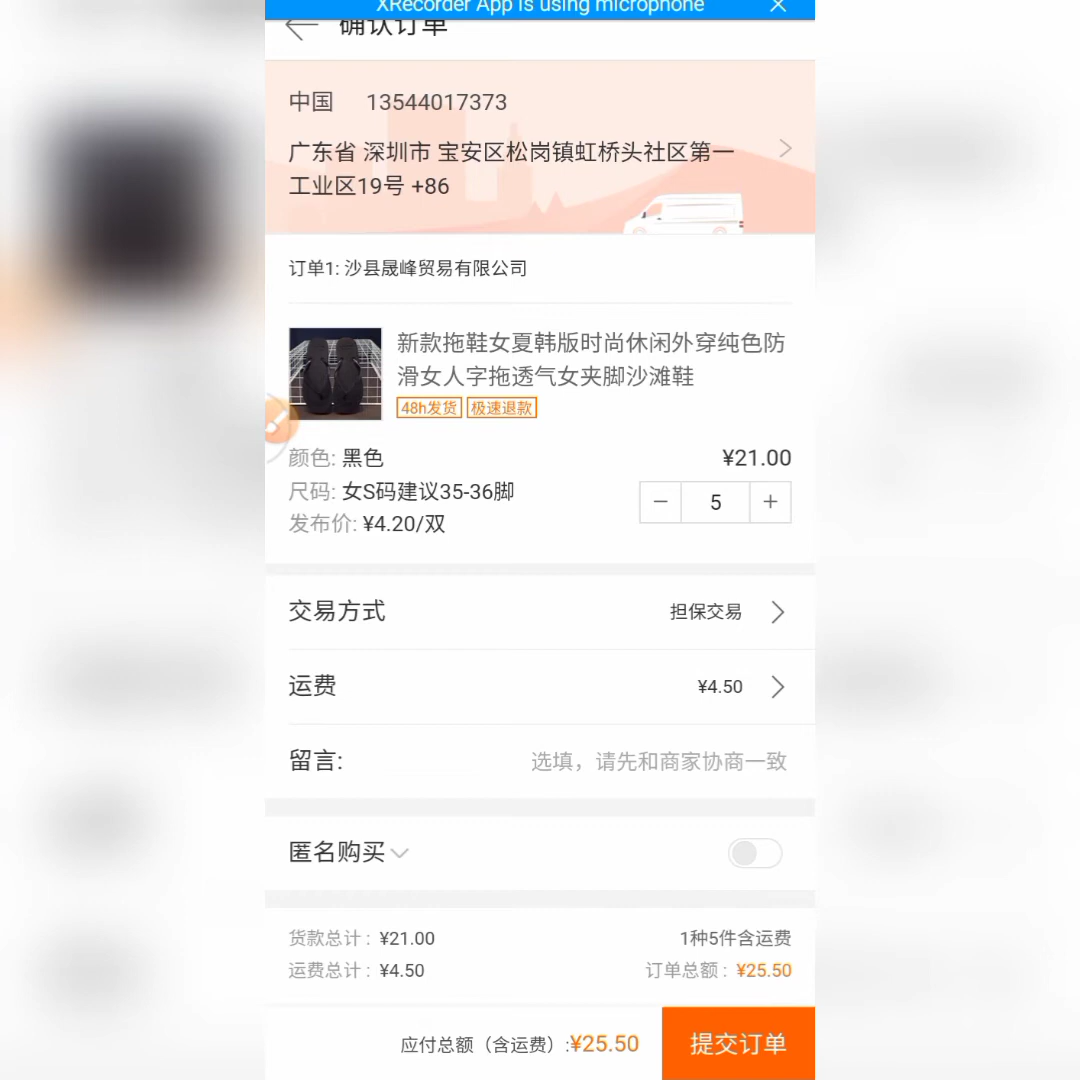 XRecorder App is using microphone
确认订单
中国 13544017373
广东省 深圳市 宝安区松岗镇虹桥头社区第一
工业区19号 +86
订单1: 沙县晟峰贸易有限公司
新款拖鞋女夏韩版时尚休闲外穿纯色防
滑女人字拖透气女夹脚沙滩鞋
48h发货 极速退款
颜色: 黑色 ¥21.00
尺码: 女S码建议35-36脚
5
发布价: ¥4.20/双
交易方式 担保交易
运费 ¥4.50
留言: 选填，请先和商家协商一致
匿名购买
货款总计 : ¥21.00 1种5件含运费
运费总计 : ¥4.50 订单总额 : ¥25.50
应付总额（含运费）:¥25.50 提交订单